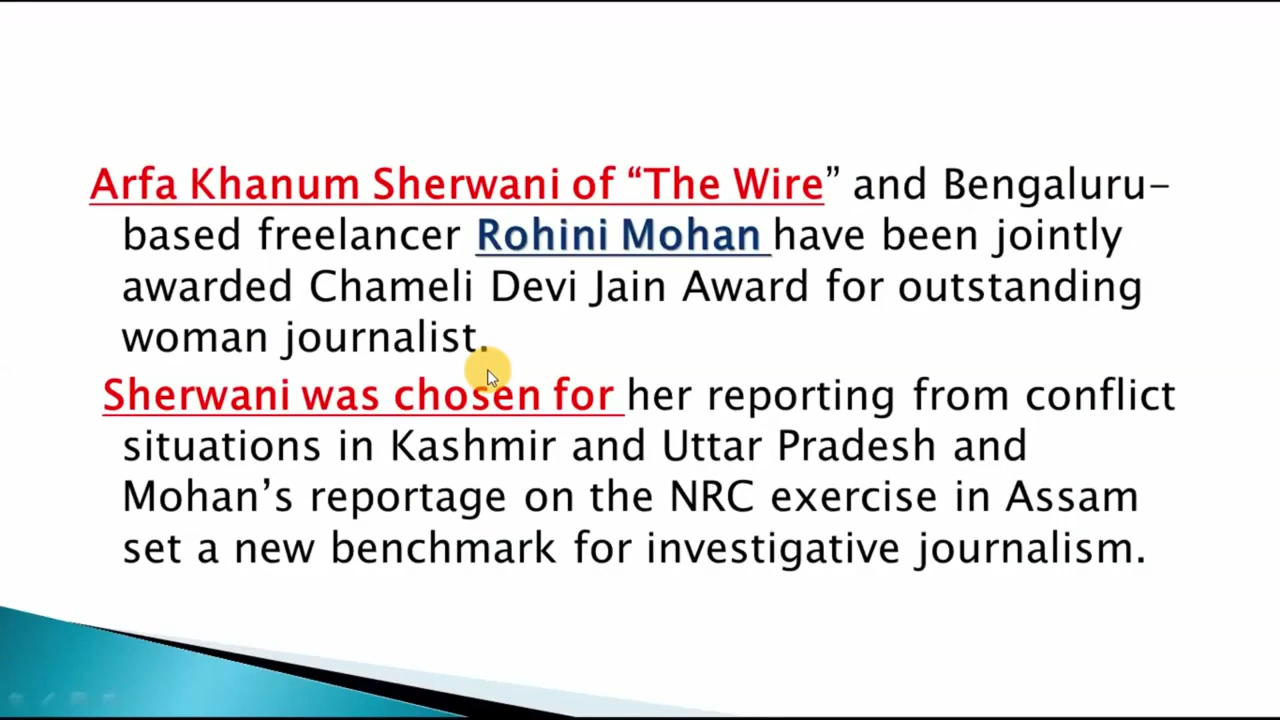 Arfa Khanum Sherwani of “The Wire” and Bengaluru-
based freelancer Rohini Mohan have been jointly
awarded Chameli Devi Jain Award for outstanding
woman journalist.
Sherwani was chosen for her reporting from conflict
situations in Kashmir and Uttar Pradesh and
Mohan’s reportage on the NRC exercise in Assam
set a new benchmark for investigative journalism.